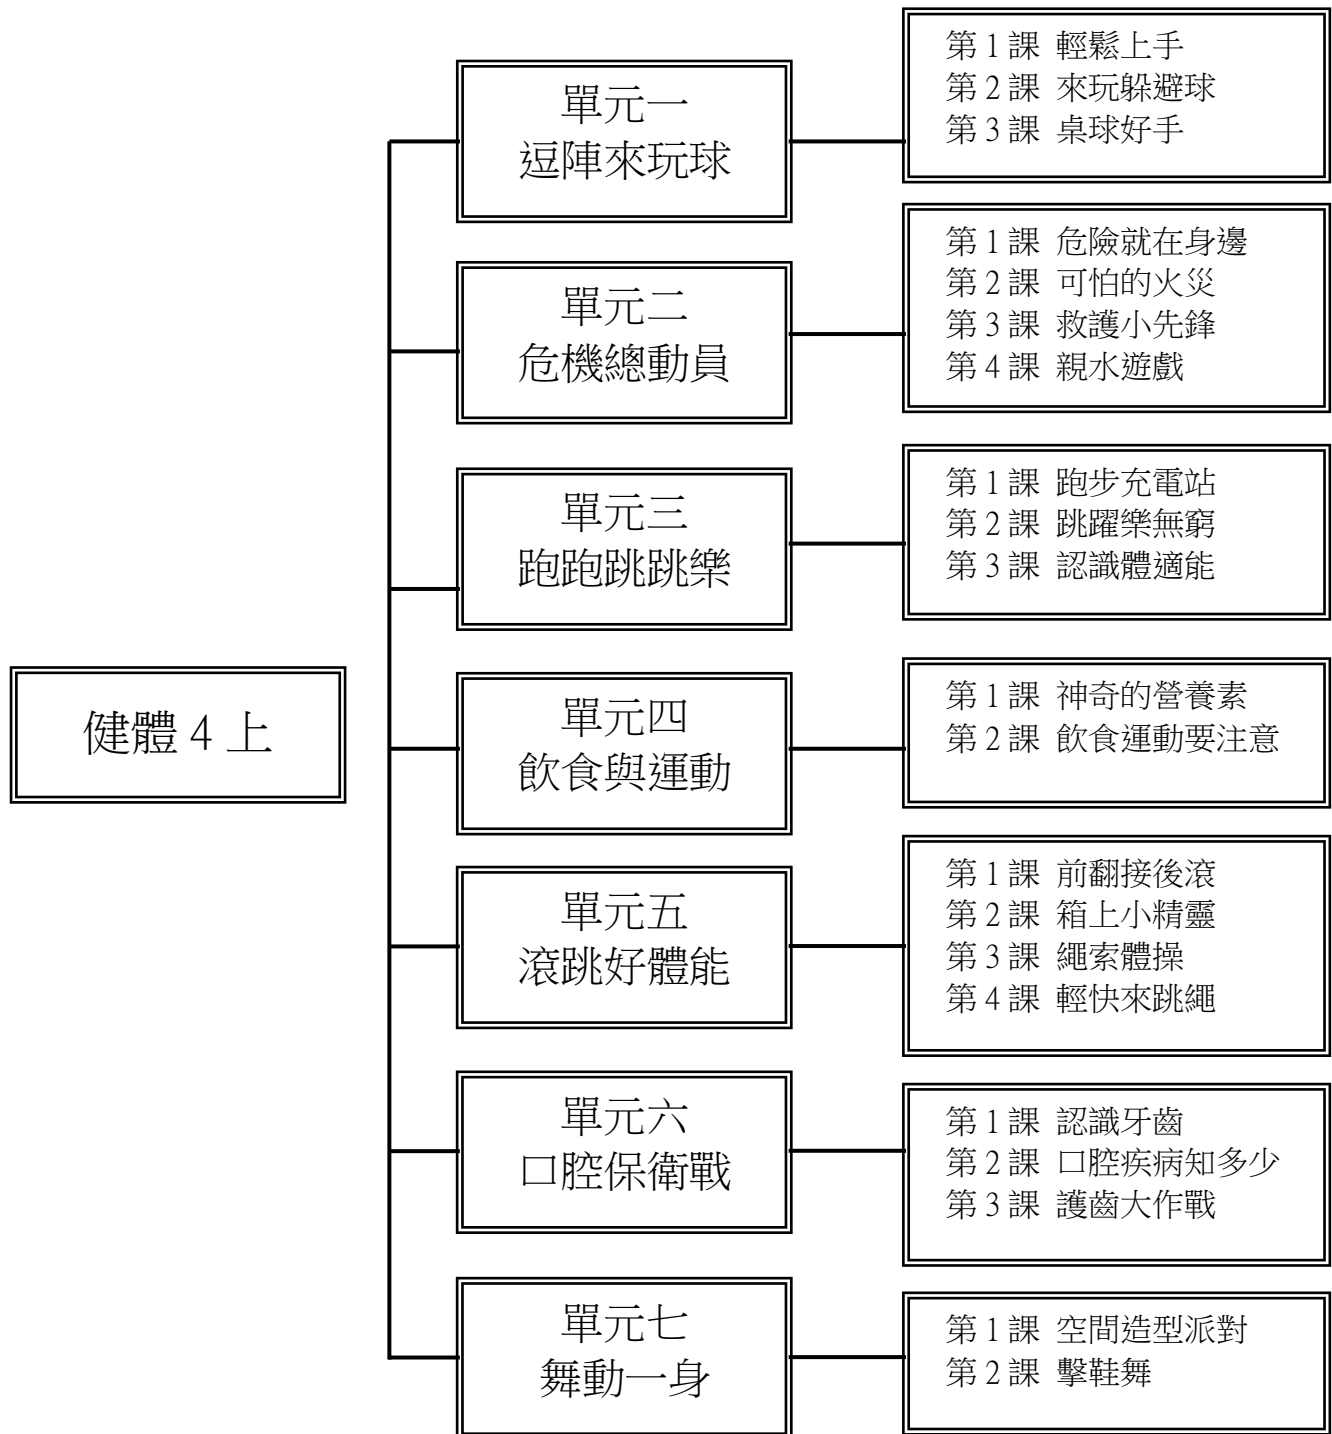 健體 4 上
單元一
逗陣來玩球
第 1 課 輕鬆上手
第 2 課 來玩躲避球
第 3 課 桌球好手
單元二
危機總動員
第 1 課 危險就在身邊
第 2 課 可怕的火災
第 3 課 救護小先鋒
第 4 課 親水遊戲
單元三
跑跑跳跳樂
第 1 課 跑步充電站
第 2 課 跳躍樂無窮
第 3 課 認識體適能
單元四
飲食與運動
第 1 課 神奇的營養素
第 2 課 飲食運動要注意
單元五
滾跳好體能
第 1 課 前翻接後滾
第 2 課 箱上小精靈
第 3 課 繩索體操
第 4 課 輕快來跳繩
單元六
口腔保衛戰
第 1 課 認識牙齒
第 2 課 口腔疾病知多少
第 3 課 護齒大作戰
單元七
舞動一身
第 1 課 空間造型派對
第 2 課 擊鞋舞